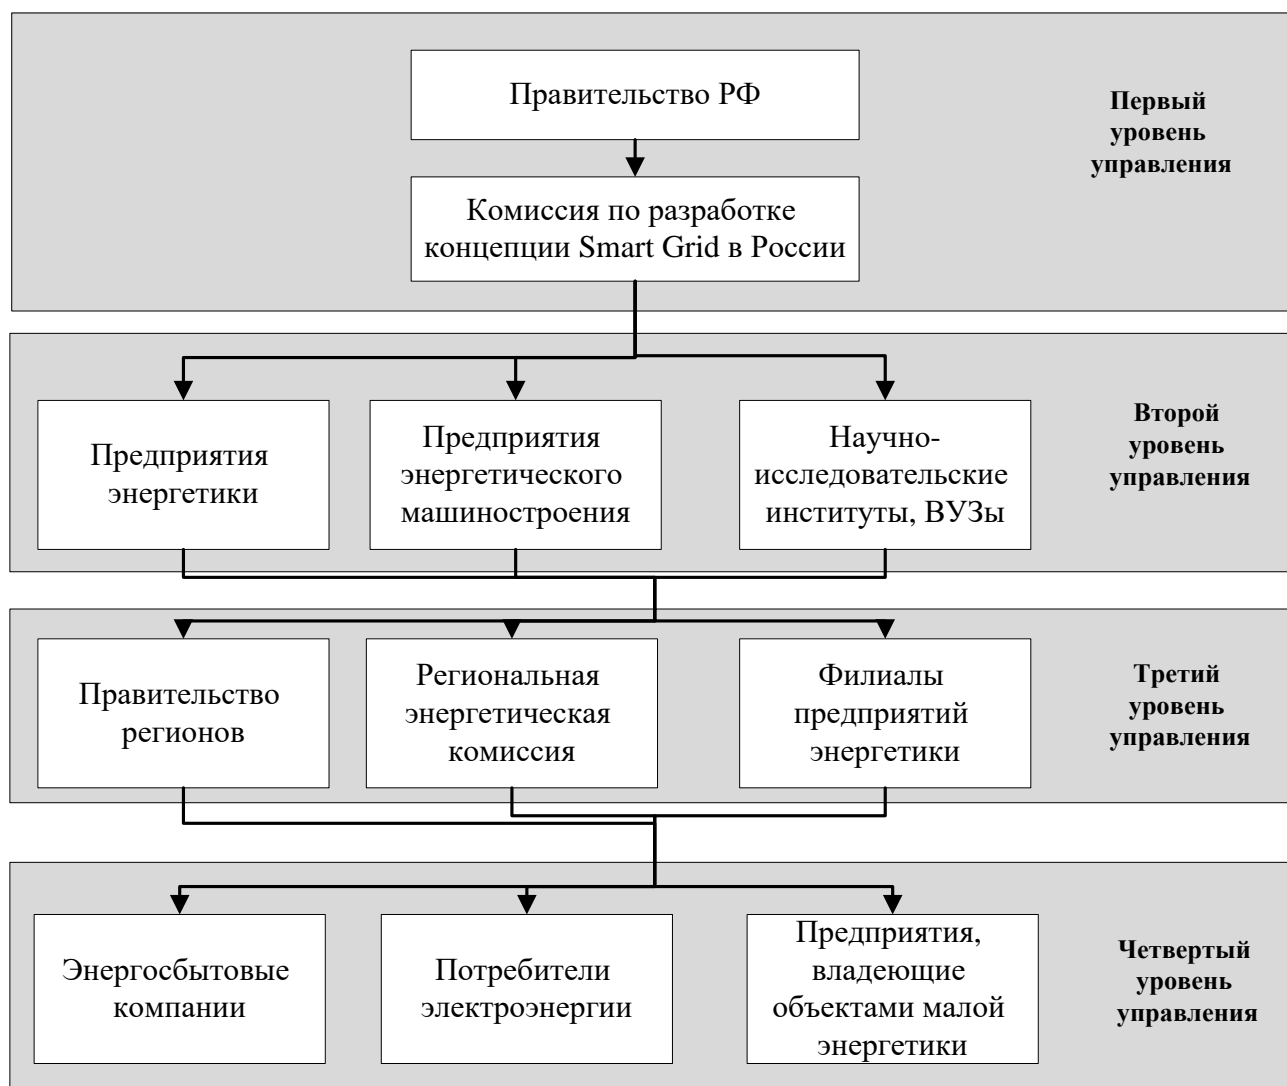 Правительство РФ
Первый
уровень
управления
Комиссия по разработке
концепции Smart Grid в России
Предприятия
энергетики
Предприятия
энергетического
машиностроения
Научно-
исследовательские
институты, ВУЗы
Второй
уровень
управления
Правительство
регионов
Региональная
энергетическая
комиссия
Филиалы
предприятий
энергетики
Третий
уровень
управления
Энергосбытовые
компании
Потребители
электроэнергии
Предприятия,
владеющие
объектами малой
энергетики
Четвертый
уровень
управления